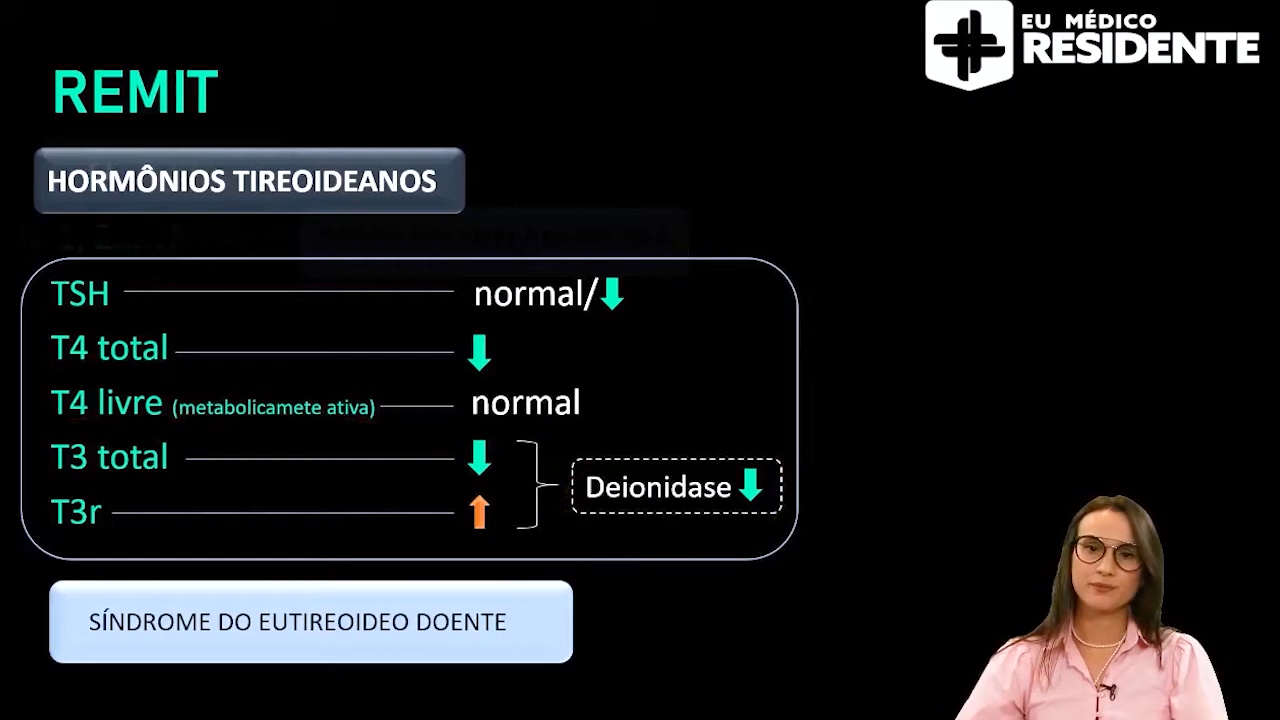 EU MÉDICO
RESIDENTE
REMIT
HORMÔNIOS TIREOIDEANOS
TSH normal/⬇
T4 total ⬇
T4 livre (metabolicamete ativa) normal
T3 total ⬇
Deionidase ⬇
T3r ⬆
SÍNDROME DO EUTIREOIDEO DOENTE